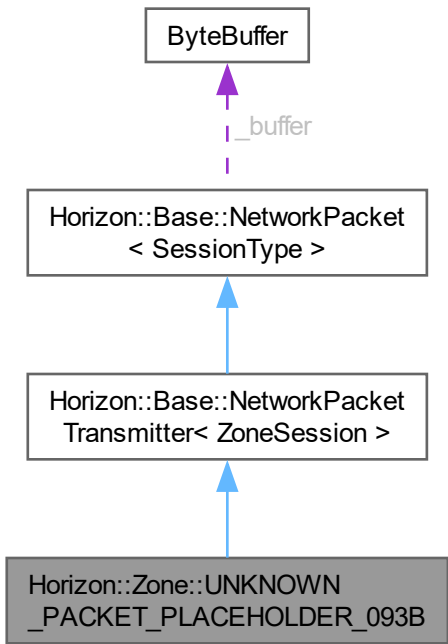 ByteBuffer
_buffer
Horizon::Base::NetworkPacket
< SessionType >
Horizon::Base::NetworkPacket
Transmitter< ZoneSession >
Horizon::Zone::UNKNOWN
_PACKET_PLACEHOLDER_093B